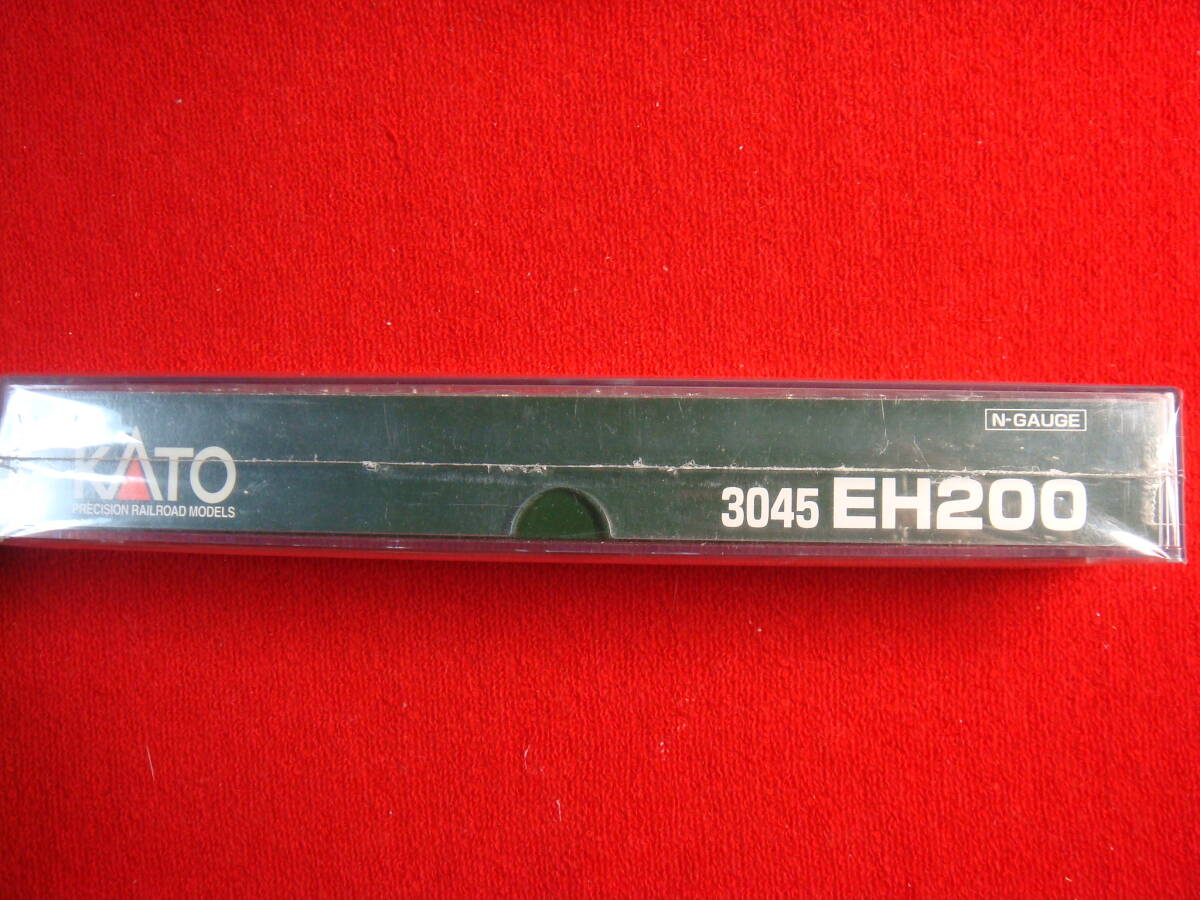 N-GAUGE
KATO
PRECISION RAILROAD MODELS
3045 EH200